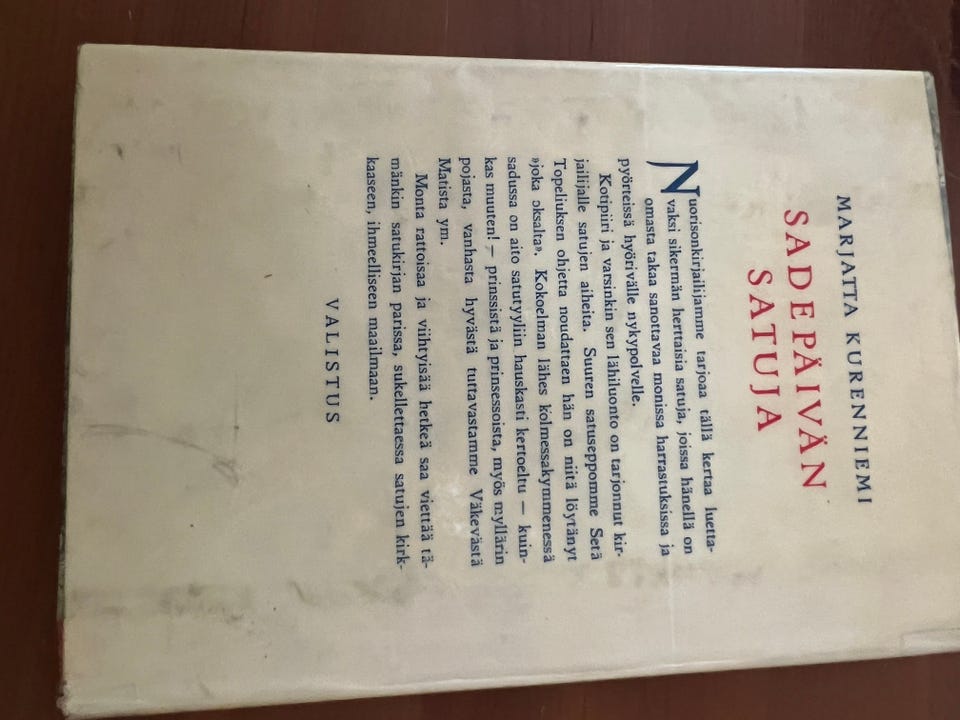 MARJATTA KURENNIEMI
SADEPÄIVÄN
SATUJA
Nuorisonkirjailijamme tarjoaa tällä kertaa luetta-
vaksi sikermän herttaisia satuja, joissa hänellä on
omasta takaa sanottavaa monissa harrastuksissa ja
pyörteissä hyörivälle nykypolvelle.
Kotipiiri ja varsinkin sen lähiluonto on tarjonnut kir-
jailijalle satujen aiheita. Suuren satuseppomme Setä
Topeliuksen ohjetta noudattaen hän on niitä löytänyt
»joka oksalta». Kokoelman lähes kolmessakymmenessä
sadussa on aito satutyyliin hauskasti kertoeltu — kuin-
kas muuten! — prinssistä ja prinsessoista, myös myllärin
pojasta, vanhasta hyvästä tuttavastamme Väkevästä
Matista ym.
Monta rattoisaa ja viihtyisää hetkeä saa viettää tä-
mänkin satukirjan parissa, sukellettaessa satujen kirk-
kaaseen, ihmeelliseen maailmaan.
VALISTUS